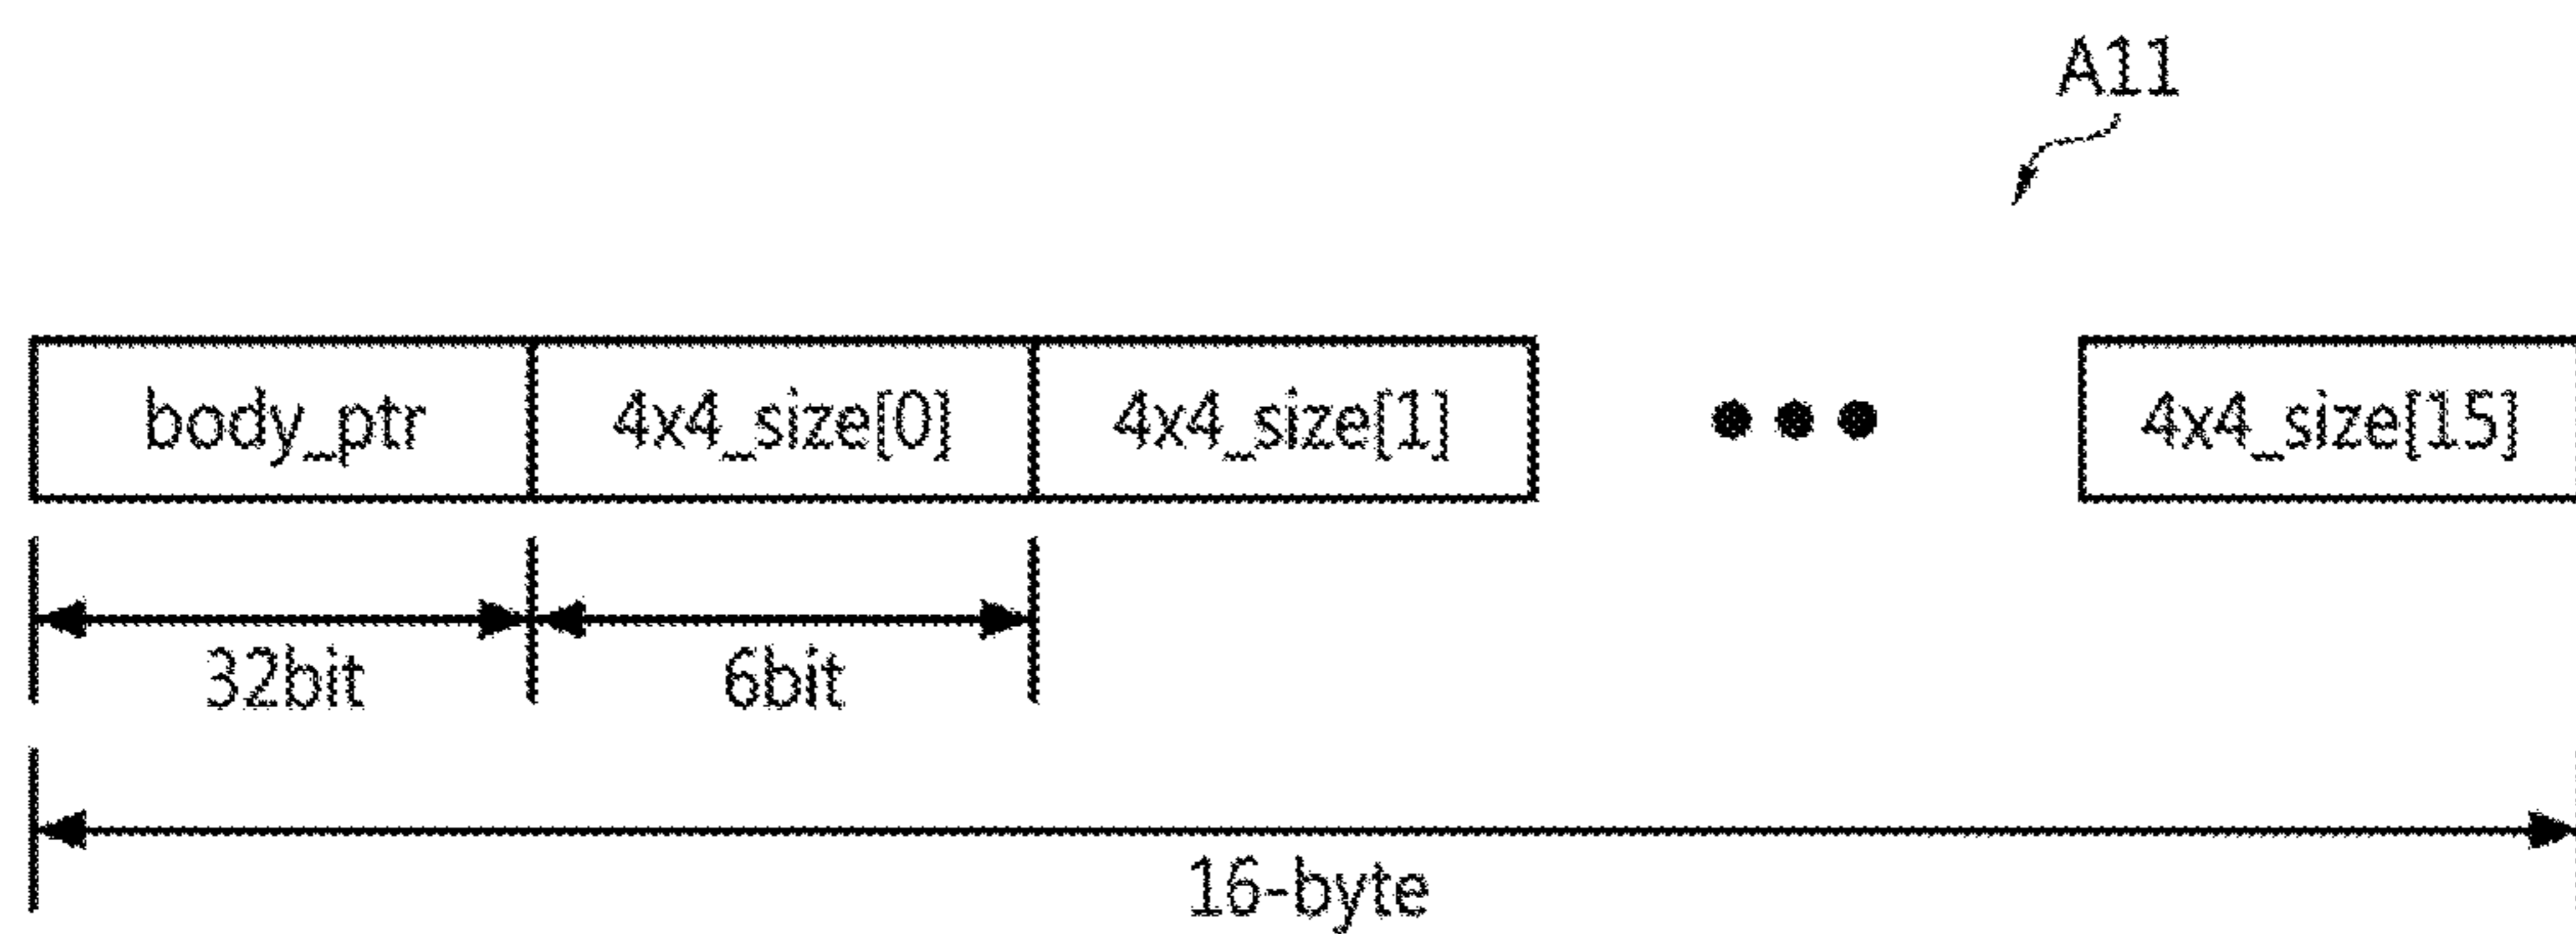 A11
body_ptr 4x4_size[0] 4x4_size[1] ●●● 4x4_size[15]
32bit 6bit
16-byte